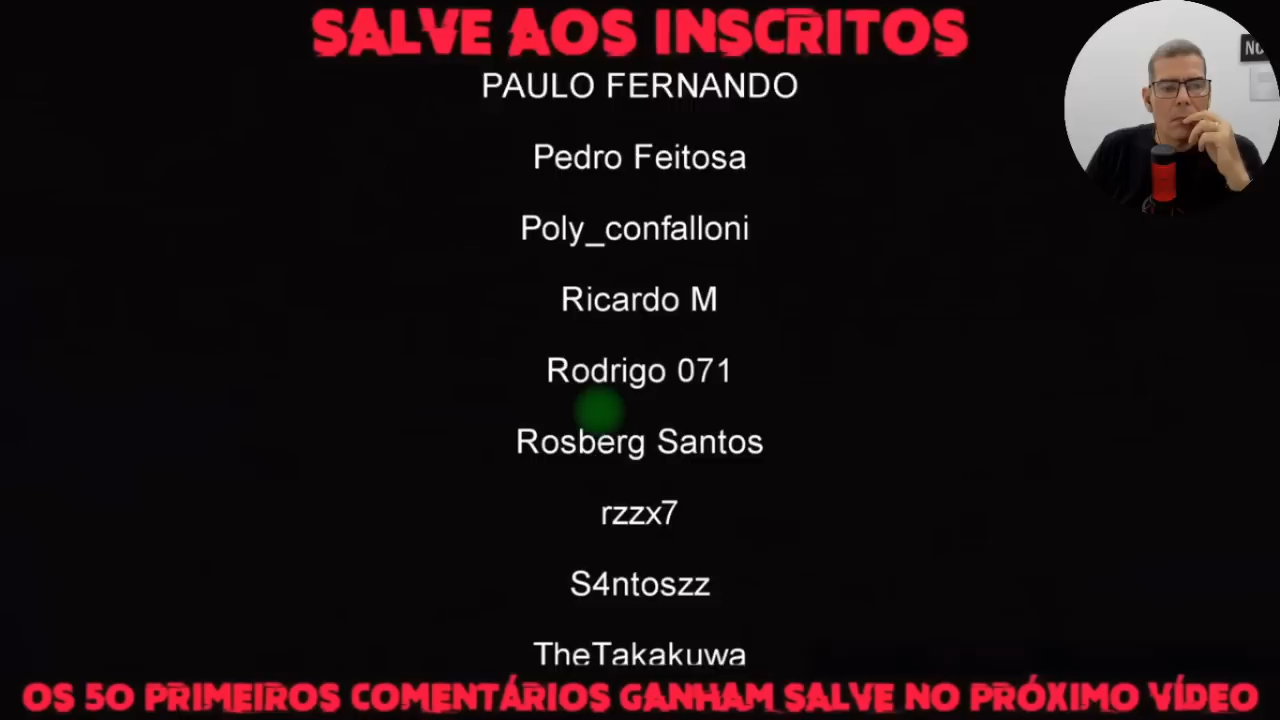 SALVE AOS INSCRITOS
PAULO FERNANDO
Pedro Feitosa
Poly_confalloni
Ricardo M
Rodrigo 071
Rosberg Santos
rzzx7
S4ntoszz
TheTakakuwa
OS 50 PRIMEIROS COMENTÁRIOS GANHAM SALVE NO PRÓXIMO VÍDEO